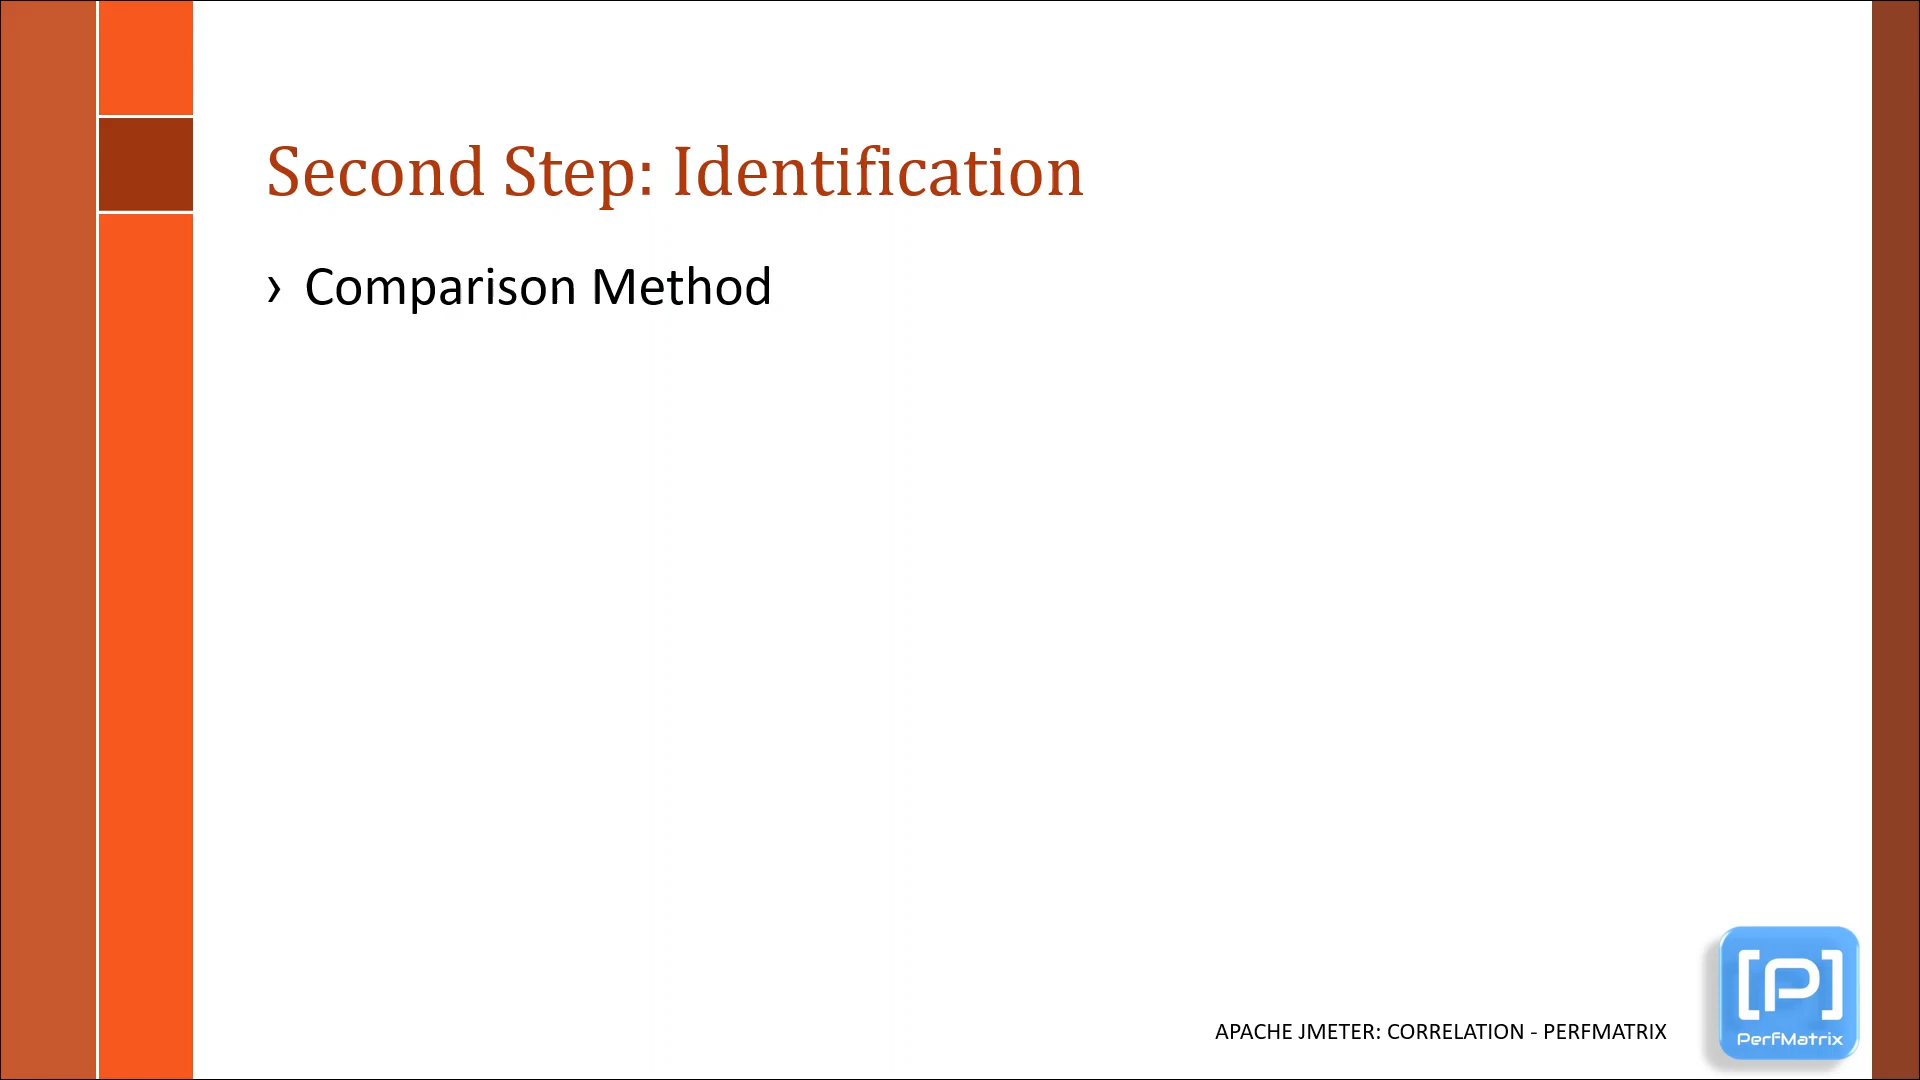 Second Step: Identification
› Comparison Method
APACHE JMETER: CORRELATION - PERFMATRIX
[P]
PerfMatrix